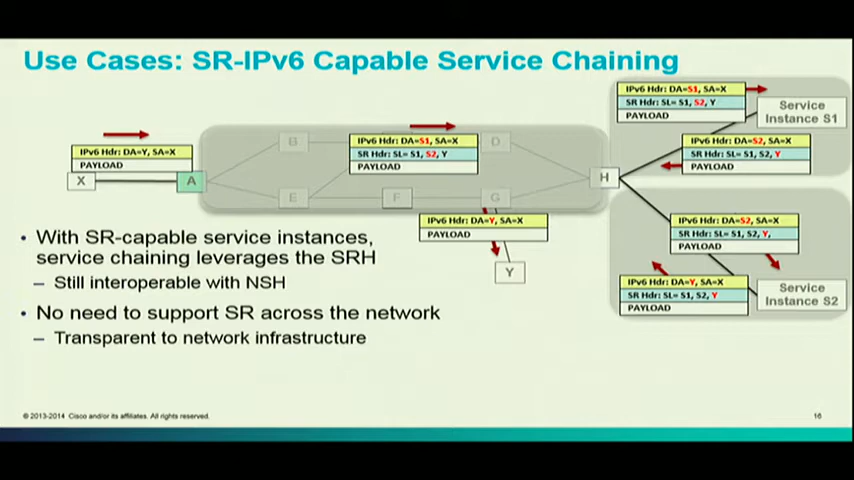 Use Cases: SR-IPv6 Capable Service Chaining
IPv6 Hdr: DA=Y, SA=X
PAYLOAD
X
A
B
E
F
IPv6 Hdr: DA=S1, SA=X
SR Hdr: SL= S1, S2, Y
PAYLOAD
D
G
H
IPv6 Hdr: DA=Y, SA=X
PAYLOAD
Y
IPv6 Hdr: DA=S1, SA=X
SR Hdr: SL= S1, S2, Y
PAYLOAD
Service
Instance S1
IPv6 Hdr: DA=S2, SA=X
SR Hdr: SL= S1, S2, Y
PAYLOAD
IPv6 Hdr: DA=S2, SA=X
SR Hdr: SL= S1, S2, Y,
PAYLOAD
IPv6 Hdr: DA=Y, SA=X
SR Hdr: SL= S1, S2, Y
PAYLOAD
Service
Instance S2
• With SR-capable service instances,
service chaining leverages the SRH
– Still interoperable with NSH
• No need to support SR across the network
– Transparent to network infrastructure
© 2013-2014 Cisco and/or its affiliates. All rights reserved.
16